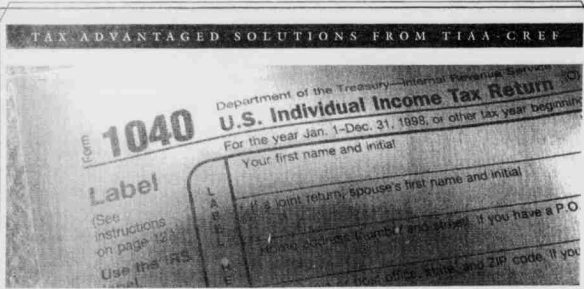 TAX ADVANTAGED SOLUTIONS FROM TIAA-CREF
Form 1040
Department of the Treasury—Internal Revenue Service
U.S. Individual Income Tax Return
For the year Jan. 1–Dec. 31, 1998, or other tax year beginning
Label
(See
instructions
on page 12
Use the IRS
label.
L
A
B
E
L
HE
Your first name and initial
If a joint return, spouse's first name and initial
Home address (number and street). If you have a P.O.
or post office, state, and ZIP code. If you